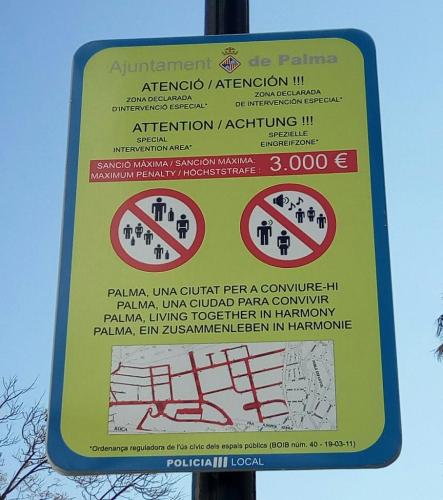 Ajuntament de Palma
ATENCIÓ / ATENCIÓN !!!
ZONA DECLARADA ZONA DECLARADA
D'INTERVENCIÓ ESPECIAL* DE INTERVENCIÓN ESPECIAL*
ATTENTION / ACHTUNG !!!
SPECIAL SPEZIELLE
INTERVENTION AREA* EINGREIFZONE*
SANCIÓ MÀXIMA / SANCIÓN MÁXIMA:
MAXIMUM PENALTY / HÖCHSTSTRAFE : 3.000 €
PALMA, UNA CIUTAT PER A CONVIURE-HI
PALMA, UNA CIUDAD PARA CONVIVIR
PALMA, LIVING TOGETHER IN HARMONY
PALMA, EIN ZUSAMMENLEBEN IN HARMONIE
*Ordenança reguladora de l'ús cívic dels espais públics (BOIB núm. 40 - 19-03-11)
POLICIA LOCAL